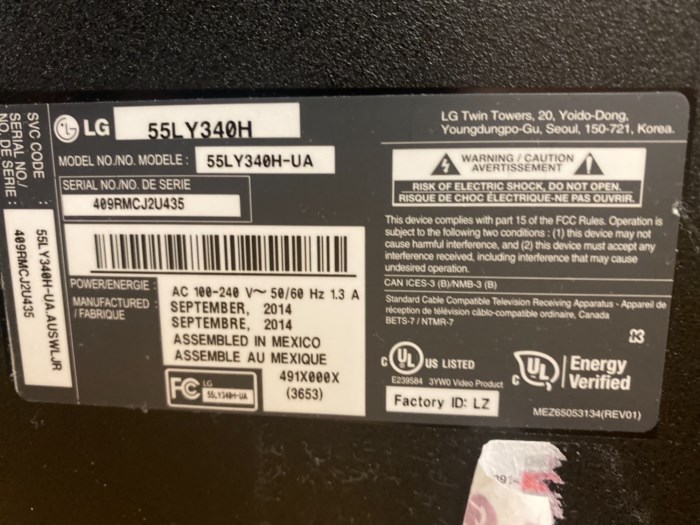 LG
55LY340H
MODEL NO./NO. MODELE : 55LY340H-UA
SERIAL NO./NO. DE SERIE
409RMCJ2U435
POWER/ENERGIE : AC 100-240 V~ 50/60 Hz 1.3 A
MANUFACTURED : SEPTEMBER, 2014
/FABRIQUE SEPTEMBRE, 2014
ASSEMBLED IN MEXICO
ASSEMBLE AU MEXIQUE
FC LG
55LY340H-UA
491X000X
(3653)
SVC CODE : 55LY340H-UA.AUSWLJR
SERIAL NO./
NO. DE SERIE : 409RMCJ2U435
LG Twin Towers, 20, Yoido-Dong,
Youngdungpo-Gu, Seoul, 150-721, Korea.
WARNING / CAUTION
AVERTISSEMENT
RISK OF ELECTRIC SHOCK, DO NOT OPEN.
RISQUE DE CHOC ÉLECTRIQUE-NE PAS OUVRIR.
This device complies with part 15 of the FCC Rules. Operation is
subject to the following two conditions : (1) this device may not
cause harmful interference, and (2) this device must accept any
interference received, including interference that may cause
undesired operation.
CAN ICES-3 (B)/NMB-3 (B)
Standard Cable Compatible Television Receiving Apparatus - Appareil de
réception de télévision câblo-compatible ordinaire, Canada
BETS-7 / NTMR-7
C UL US LISTED
E239584 3YW0 Video Product
Factory ID: LZ
C UL Energy
Verified
MEZ65053134(REV01)